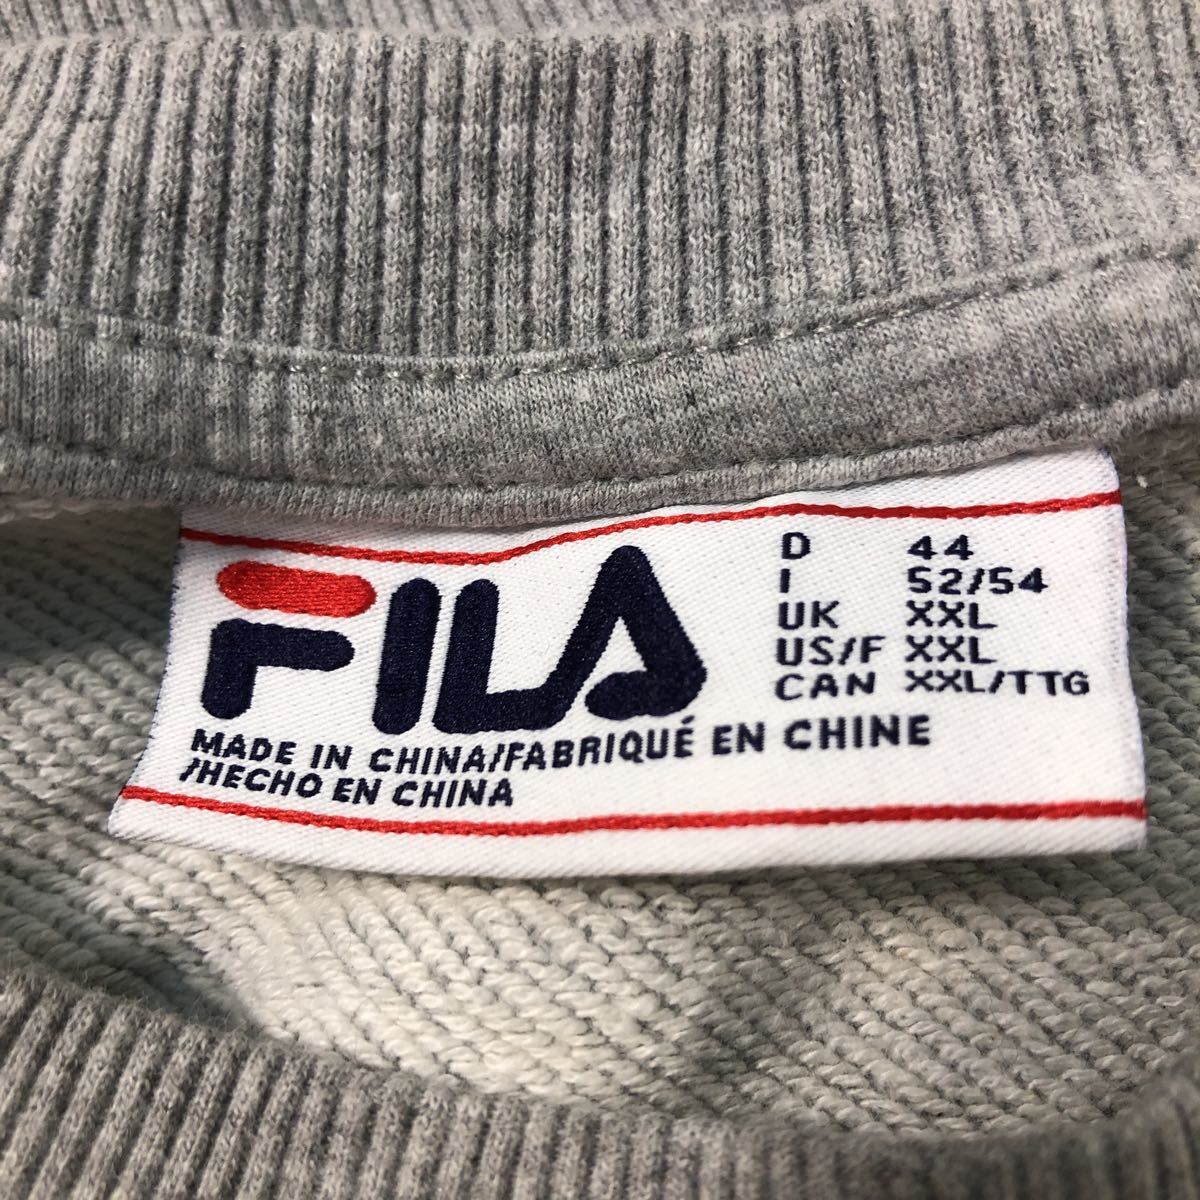 FILA
D 44
I 52/54
UK XXL
US/F XXL
CAN XXL/TTG
MADE IN CHINA/FABRIQUÉ EN CHINE
/HECHO EN CHINA